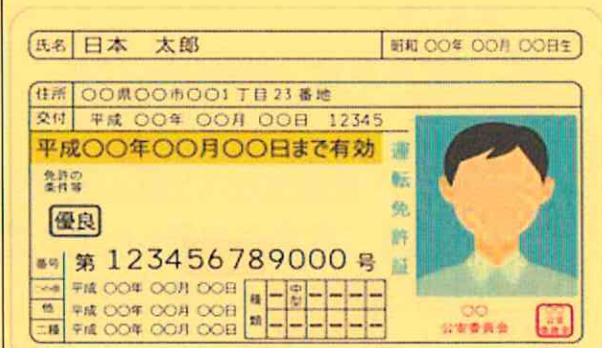 氏名 日本 太郎 昭和 〇〇年 〇〇月 〇〇日生
住所 〇〇県〇〇市〇〇1丁目23番地
交付 平成 〇〇年 〇〇月 〇〇日 12345
平成〇〇年〇〇月〇〇日まで有効
免許の
条件等
優良
番号 第 123456789000 号
平成 〇〇年 〇〇月 〇〇日
他 平成 〇〇年 〇〇月 〇〇日
二種 平成 〇〇年 〇〇月 〇〇日
種類 中型
運転免許証
〇〇
公安委員会